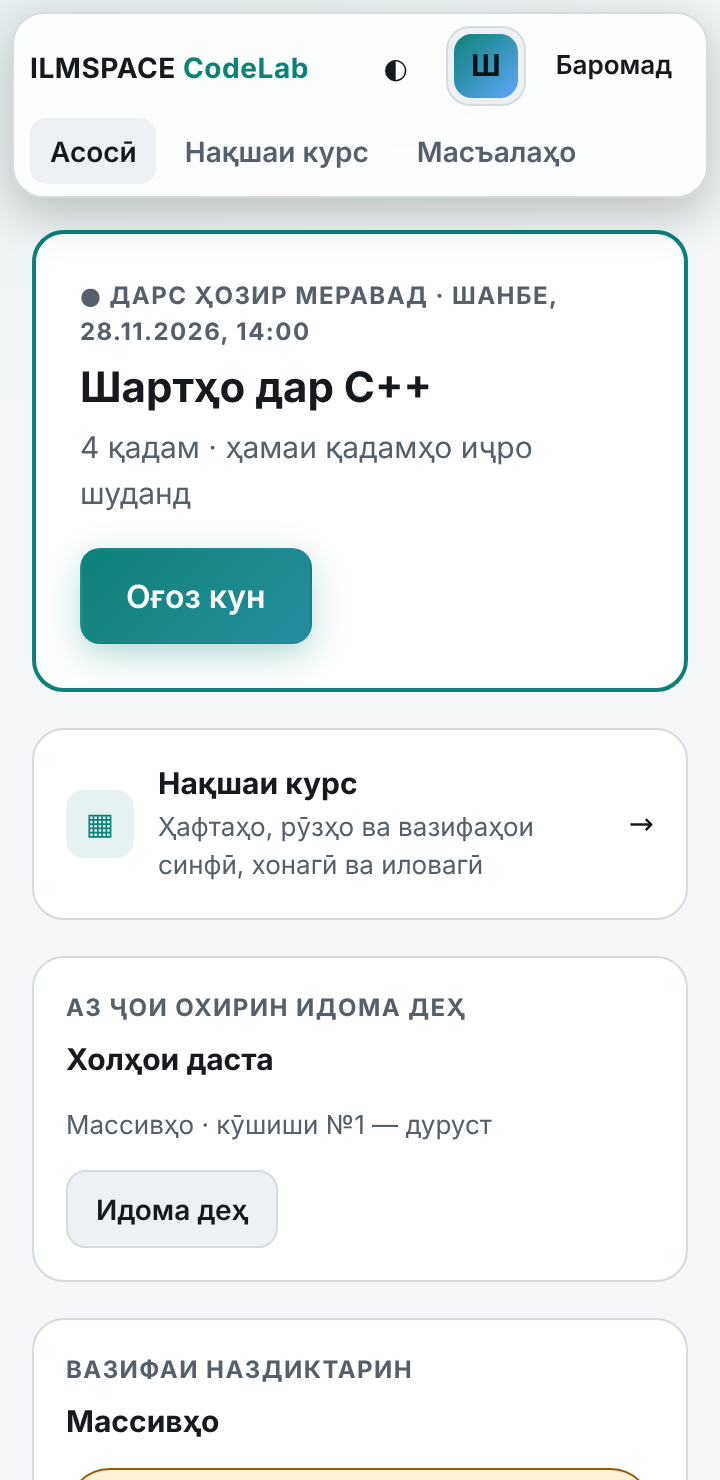 ILMSPACE CodeLab
Ш
Баромад
Асосӣ
Нақшаи курс
Масъалаҳо
ДАРС ҲОЗИР МЕРАВАД · ШАНБЕ,
28.11.2026, 14:00
Шартҳо дар C++
4 қадам · ҳамаи қадамҳо иҷро
шуданд
Оғоз кун
Нақшаи курс
Ҳафтаҳо, рӯзҳо ва вазифаҳои
синфӣ, хонагӣ ва иловагӣ
→
АЗ ҶОИ ОХИРИН ИДОМА ДЕҲ
Холҳои даста
Массивҳо · кӯшиши №1 — дуруст
Идома деҳ
ВАЗИФАИ НАЗДИКТАРИН
Массивҳо